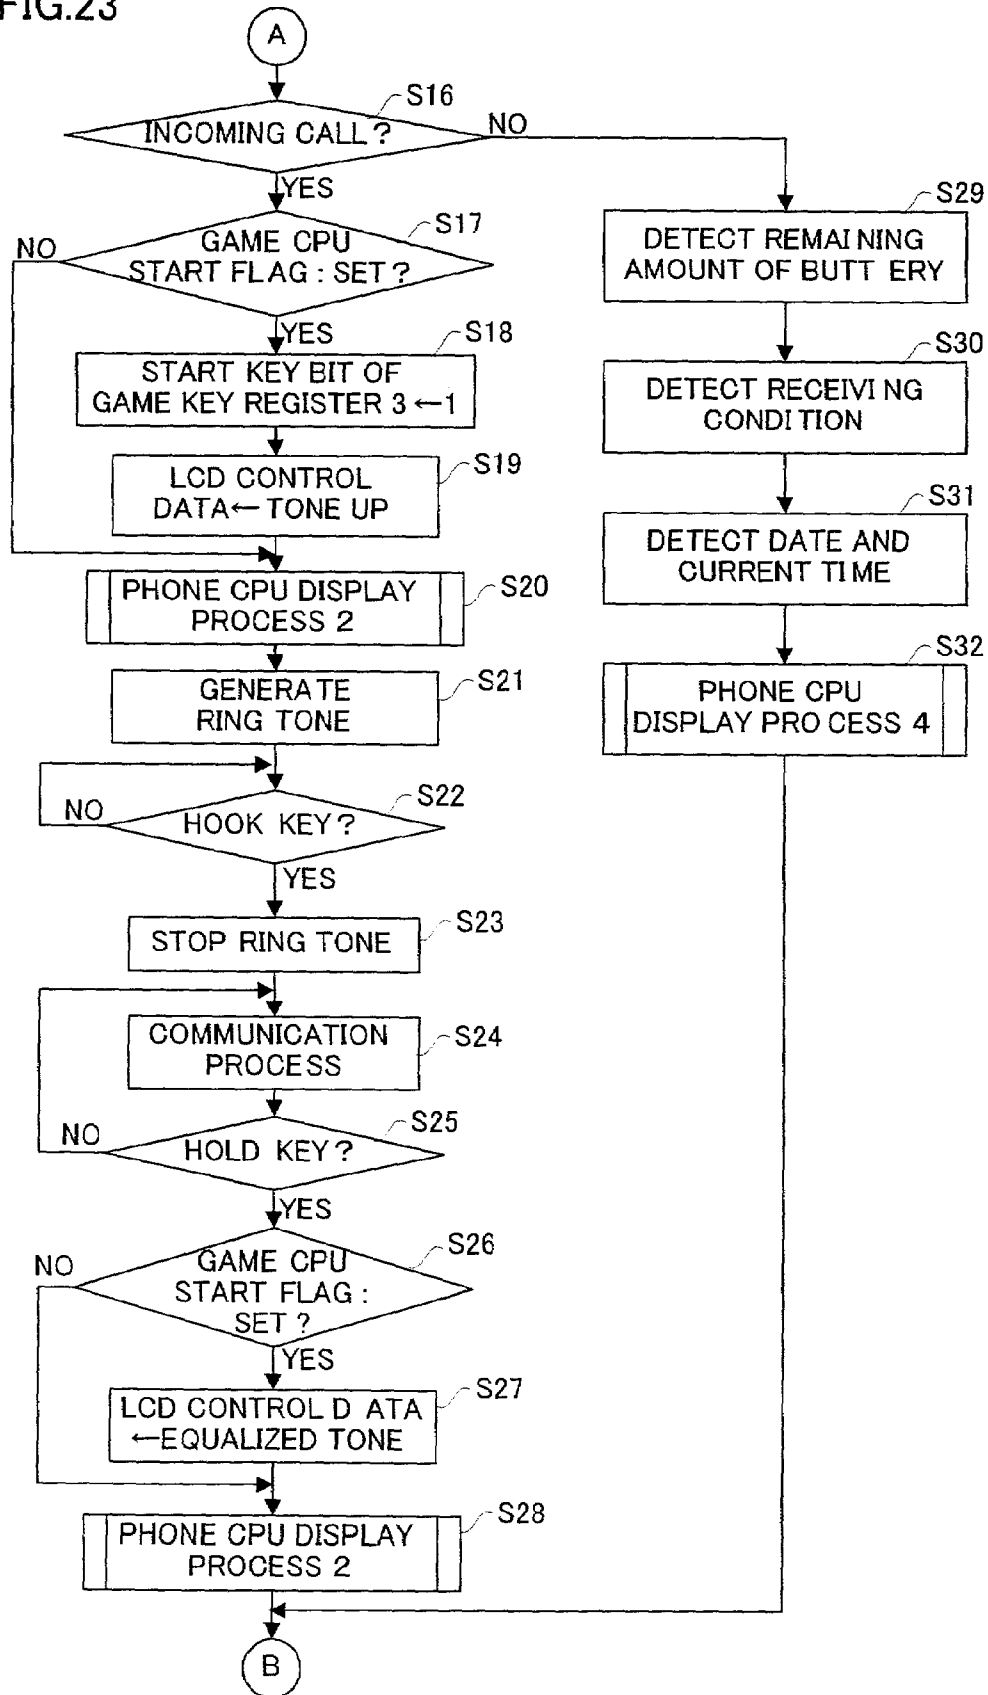 FIG.23
A
S16
INCOMING CALL?
NO
YES
S17
NO
GAME CPU
START FLAG : SET?
YES
S18
START KEY BIT OF
GAME KEY REGISTER 3 ←1
S19
LCD CONTROL
DATA← TONE UP
S20
PHONE CPU DISPLAY
PROCESS 2
S21
GENERATE
RING TONE
S22
NO
HOOK KEY?
YES
S23
STOP RING TONE
S24
COMMUNICATION
PROCESS
S25
NO
HOLD KEY?
YES
S26
NO
GAME CPU
START FLAG :
SET ?
YES
S27
LCD CONTROL D ATA
←EQUALIZED TONE
S28
PHONE CPU DISPLAY
PROCESS 2
B
S29
DETECT REMAINING
AMOUNT OF BUTT ERY
S30
DETECT RECEIVING
CONDITION
S31
DETECT DATE AND
CURRENT TIME
S32
PHONE CPU
DISPLAY PRO CESS 4